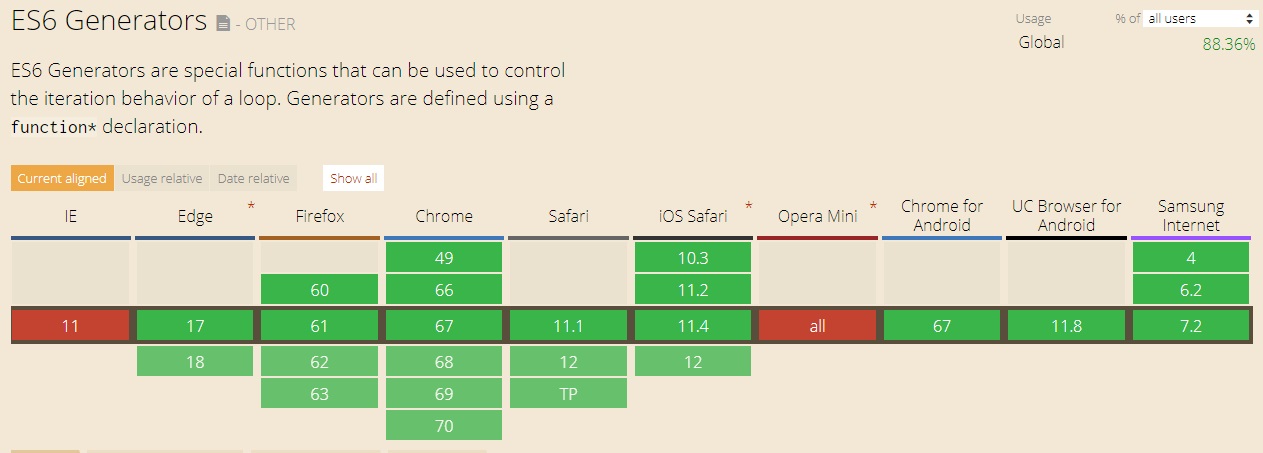 ES6 Generators - OTHER
Usage % of all users
Global 88.36%
ES6 Generators are special functions that can be used to control
the iteration behavior of a loop. Generators are defined using a
function* declaration.
Current aligned Usage relative Date relative Show all
IE Edge * Firefox Chrome Safari iOS Safari * Opera Mini * Chrome for Android UC Browser for Android Samsung Internet
49 10.3 4
60 66 11.2 6.2
11 17 61 67 11.1 11.4 all 67 11.8 7.2
18 62 68 12 12
63 69 TP
70